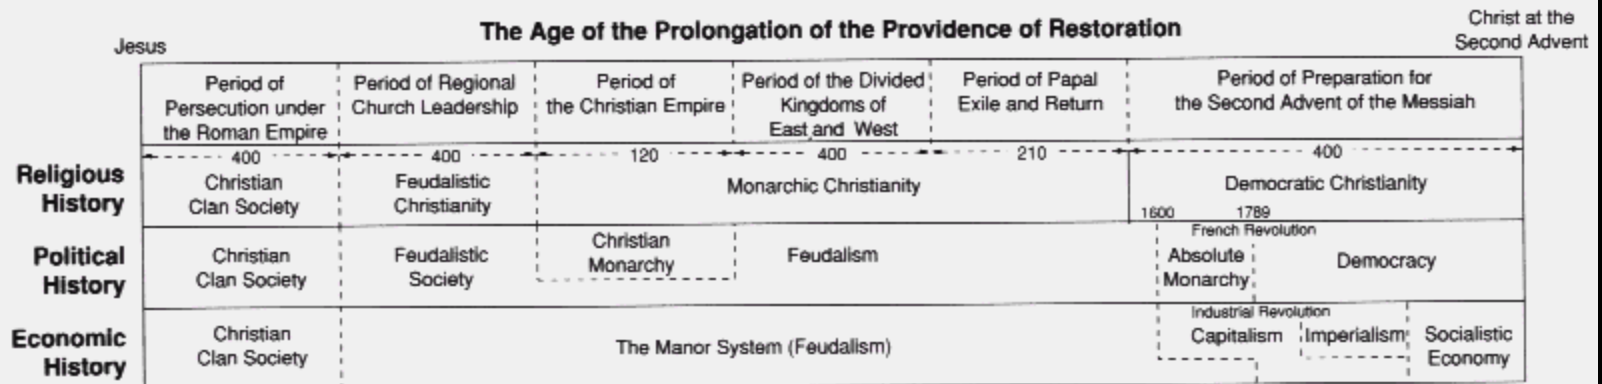 The Age of the Prolongation of the Providence of Restoration
Jesus
Christ at the
Second Advent
Period of
Persecution under
the Roman Empire
Period of Regional
Church Leadership
Period of
the Christian Empire
Period of the Divided
Kingdoms of
East and West
Period of Papal
Exile and Return
Period of Preparation for
the Second Advent of the Messiah
400 400 120 400 210 400
Religious
History
Christian
Clan Society
Feudalistic
Christianity
Monarchic Christianity
Democratic Christianity
1600 1789
French Revolution
Political
History
Christian
Clan Society
Feudalistic
Society
Christian
Monarchy
Feudalism
Absolute
Monarchy
Democracy
Industrial Revolution
Economic
History
Christian
Clan Society
The Manor System (Feudalism)
Capitalism
Imperialism
Socialistic
Economy